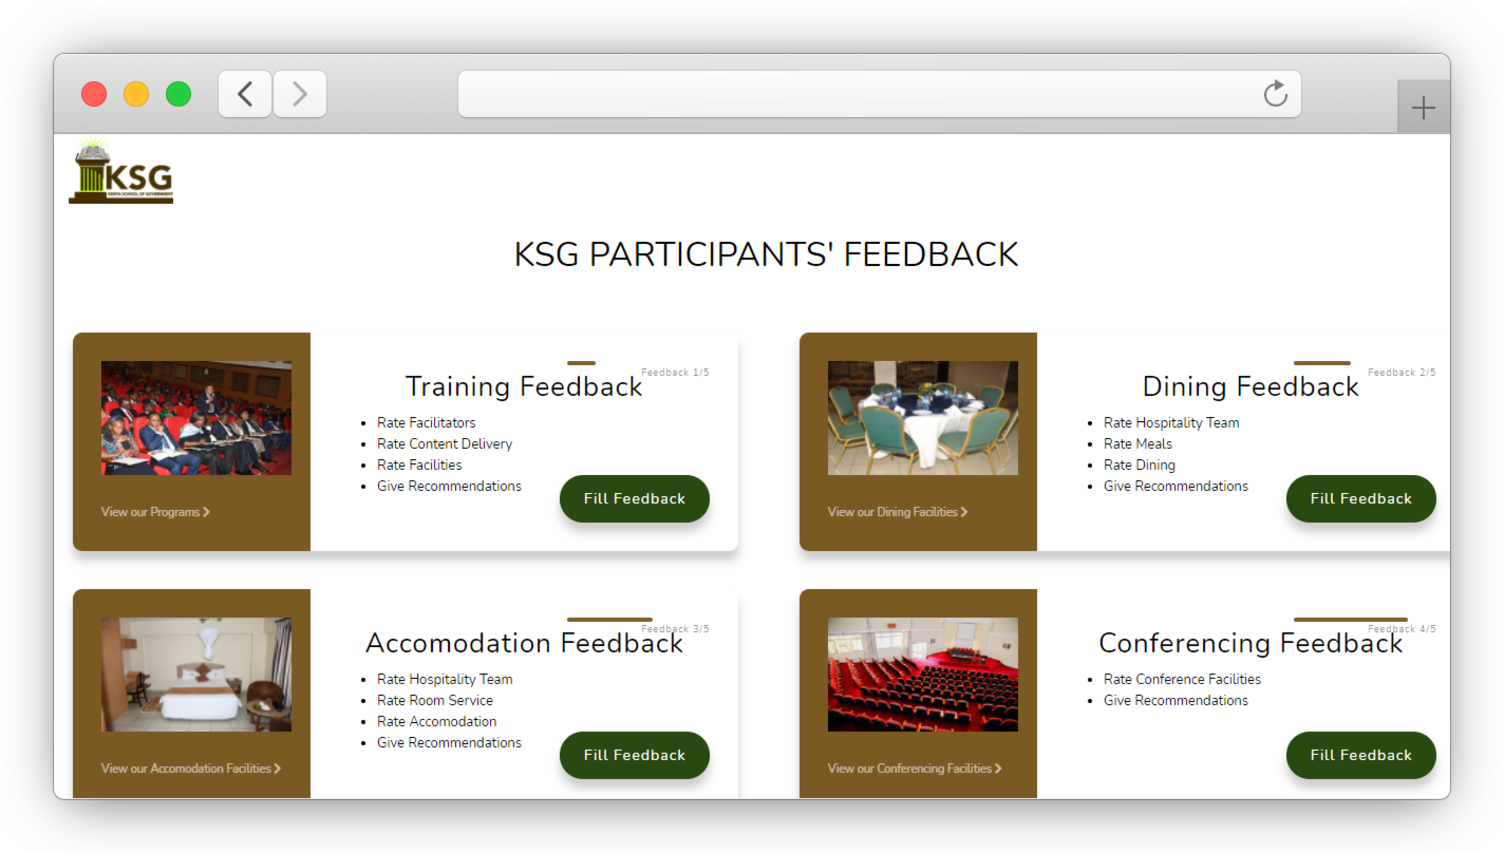 KSG
KENYA SCHOOL OF GOVERNMENT
KSG PARTICIPANTS' FEEDBACK
Feedback 1/5
Training Feedback
Rate Facilitators
Rate Content Delivery
Rate Facilities
Give Recommendations
Fill Feedback
View our Programs
Feedback 2/5
Dining Feedback
Rate Hospitality Team
Rate Meals
Rate Dining
Give Recommendations
Fill Feedback
View our Dining Facilities
Feedback 3/5
Accomodation Feedback
Rate Hospitality Team
Rate Room Service
Rate Accomodation
Give Recommendations
Fill Feedback
View our Accomodation Facilities
Feedback 4/5
Conferencing Feedback
Rate Conference Facilities
Give Recommendations
Fill Feedback
View our Conferencing Facilities